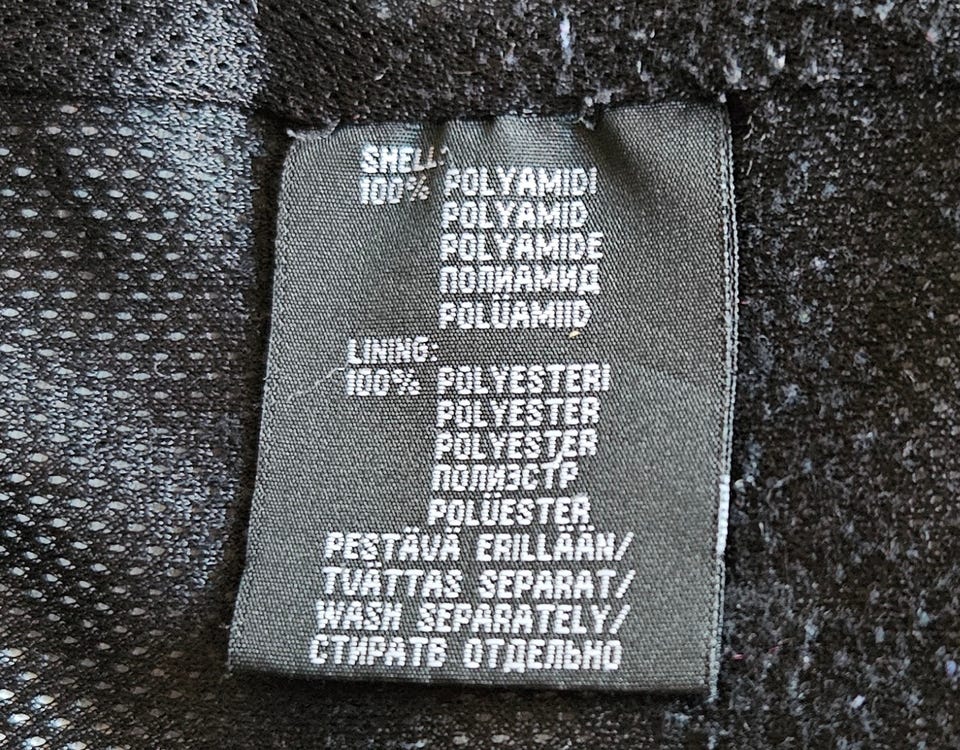 SHELL:
100% POLYAMIDI
POLYAMID
POLYAMIDE
ПОЛИАМИД
POLÜAMIID
LINING:
100% POLYESTERI
POLYESTER
POLYESTER
ПОЛИЭСТР
POLÜESTER
PESTÄVÄ ERILLÄÄN/
TVÄTTAS SEPARAT/
WASH SEPARATELY/
СТИРАТЬ ОТДЕЛЬНО